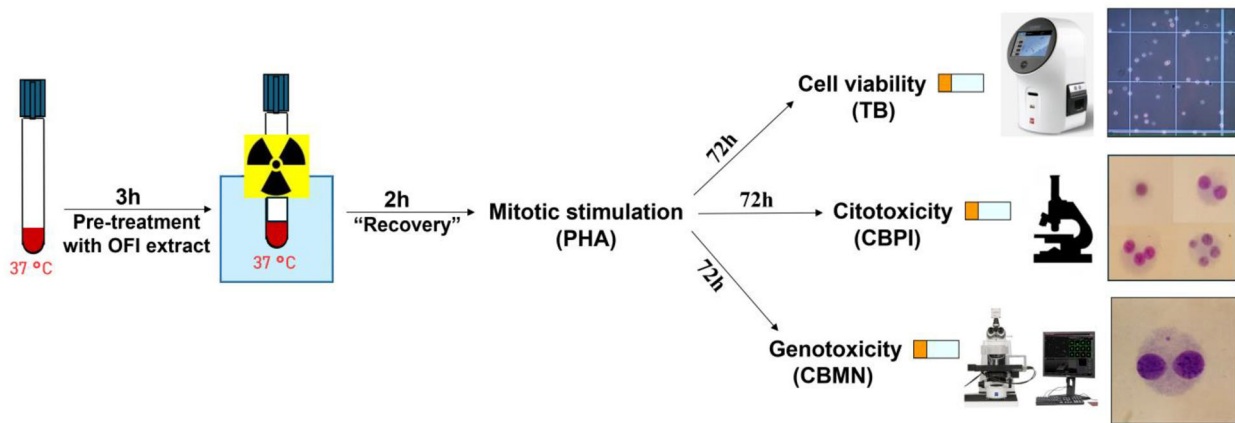 37 °C
3h
Pre-treatment
with OFI extract
37 °C
2h
“Recovery”
Mitotic stimulation
(PHA)
72h
Cell viability
(TB)
72h
Citotoxicity
(CBPI)
72h
Genotoxicity
(CBMN)